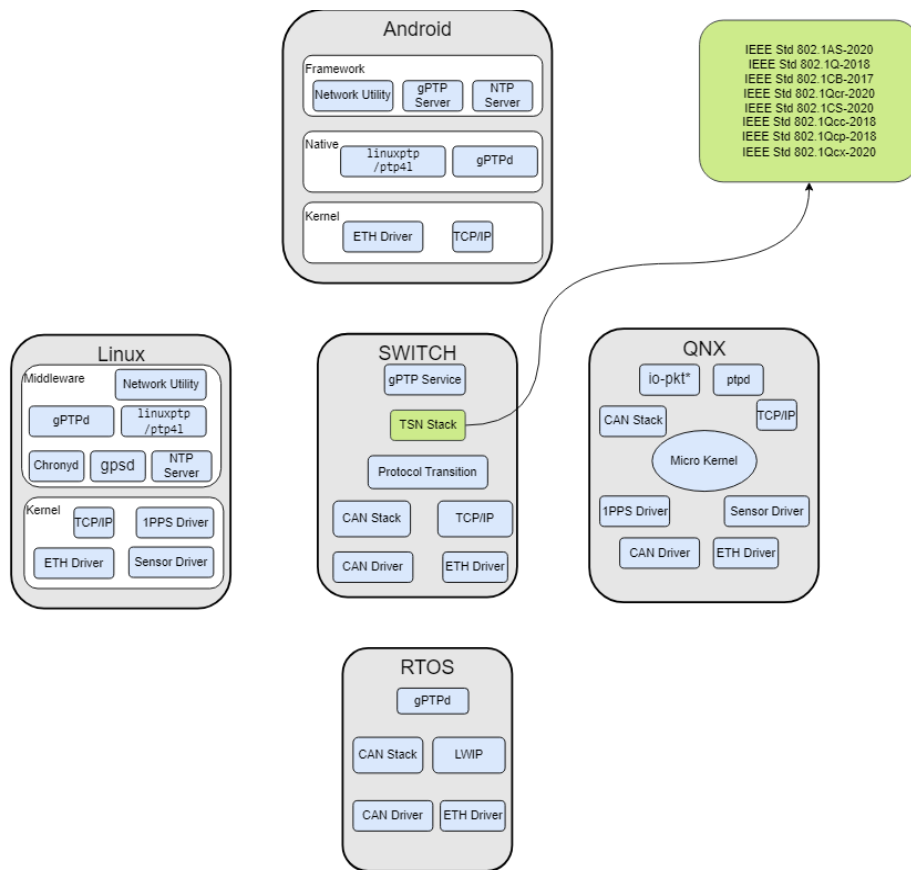 Android
Framework
Network Utility
gPTP
Server
NTP
Server
Native
linuxptp
/ptp4l
gPTPd
Kernel
ETH Driver
TCP/IP
IEEE Std 802.1AS-2020
IEEE Std 802.1Q-2018
IEEE Std 802.1CB-2017
IEEE Std 802.1Qcr-2020
IEEE Std 802.1CS-2020
IEEE Std 802.1Qcc-2018
IEEE Std 802.1Qcp-2018
IEEE Std 802.1Qcx-2020
Linux
Middleware
Network Utility
gPTPd
linuxptp
/ptp4l
Chronyd
gpsd
NTP
Server
Kernel
TCP/IP
1PPS Driver
ETH Driver
Sensor Driver
SWITCH
gPTP Service
TSN Stack
Protocol Transition
CAN Stack
TCP/IP
CAN Driver
ETH Driver
QNX
io-pkt*
ptpd
CAN Stack
TCP/IP
Micro Kernel
1PPS Driver
Sensor Driver
CAN Driver
ETH Driver
RTOS
gPTPd
CAN Stack
LWIP
CAN Driver
ETH Driver